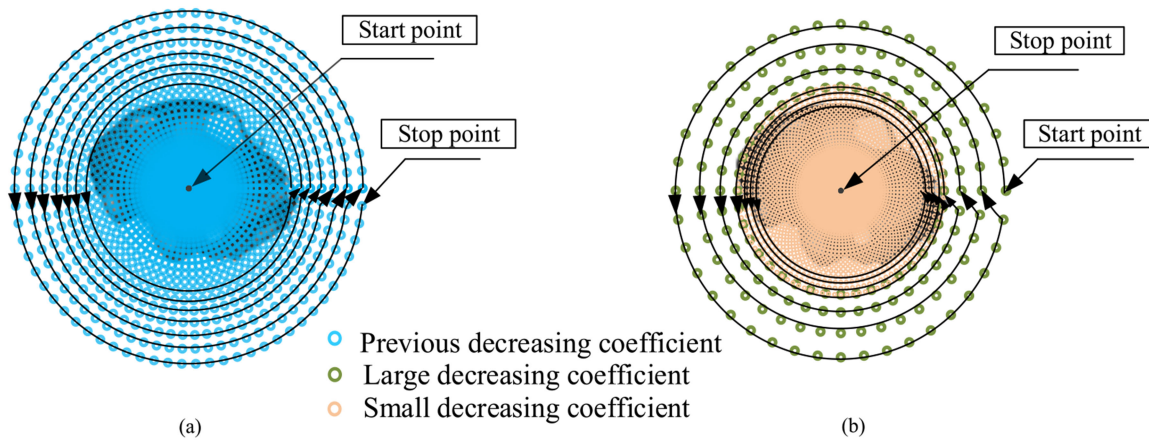 Start point
Stop point
Stop point
Start point
Previous decreasing coefficient
Large decreasing coefficient
Small decreasing coefficient
(a)
(b)